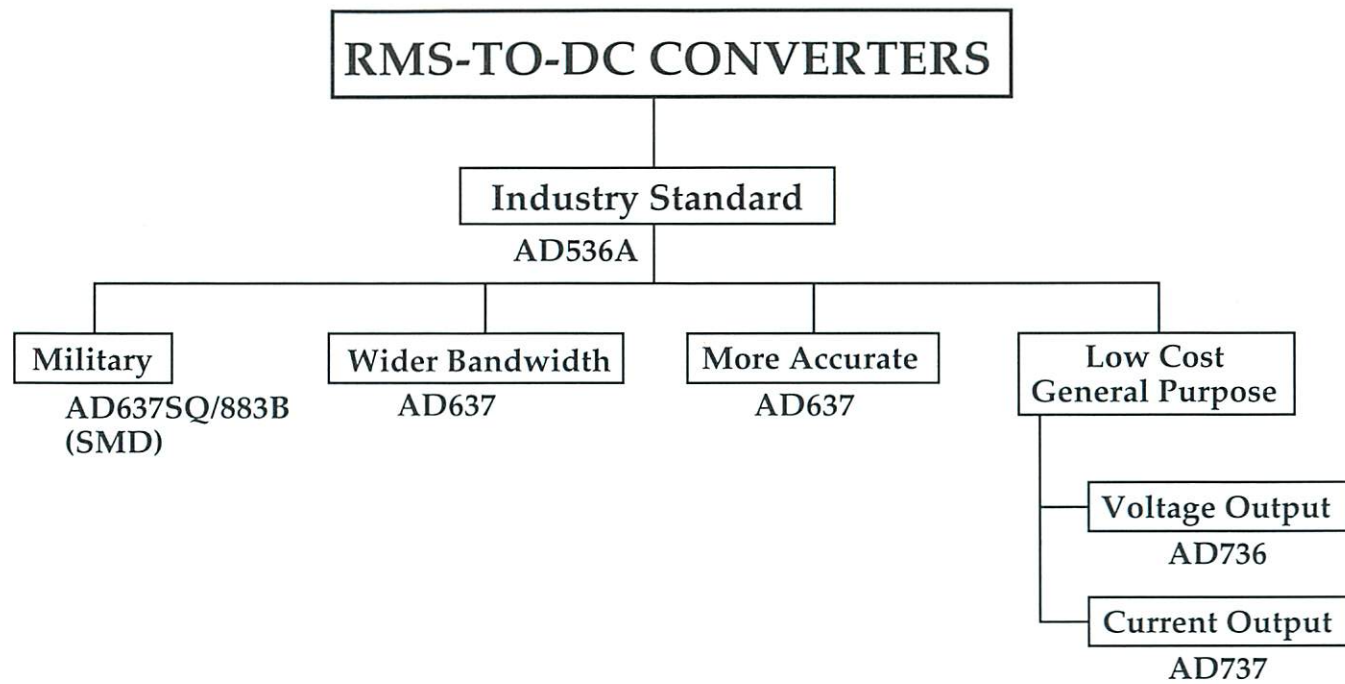 RMS-TO-DC CONVERTERS
Industry Standard
AD536A
Military
AD637SQ/883B
(SMD)
Wider Bandwidth
AD637
More Accurate
AD637
Low Cost
General Purpose
Voltage Output
AD736
Current Output
AD737